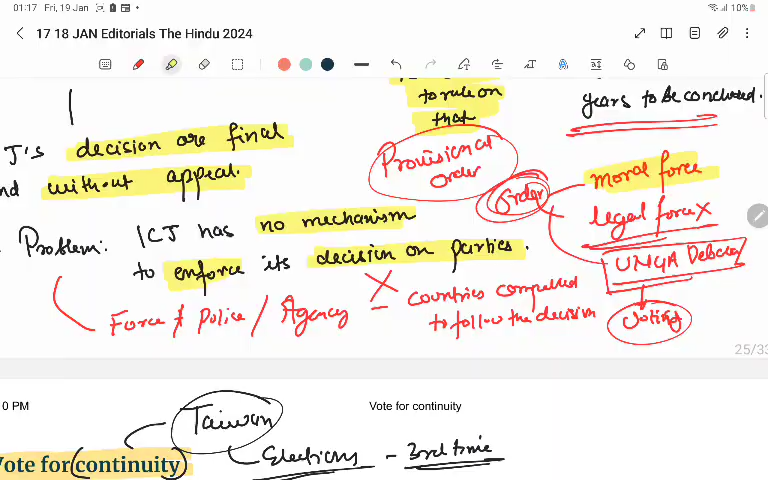 01:17 Fri, 19 Jan
10%
17 18 JAN Editorials The Hindu 2024
to rule on
that
years to be concluded.
J's decision are final
nd without appeal.
Provisional
order
order
moral force
legal force X
UNGA Debate
Voting
Problem: ICJ has no mechanism
to enforce its decision on parties.
Force / Police / Agency
X
countries compelled
to follow the decision
25/33
0 PM
Vote for continuity
Taiwan
Vote for (continuity)
Elections - 3rd time